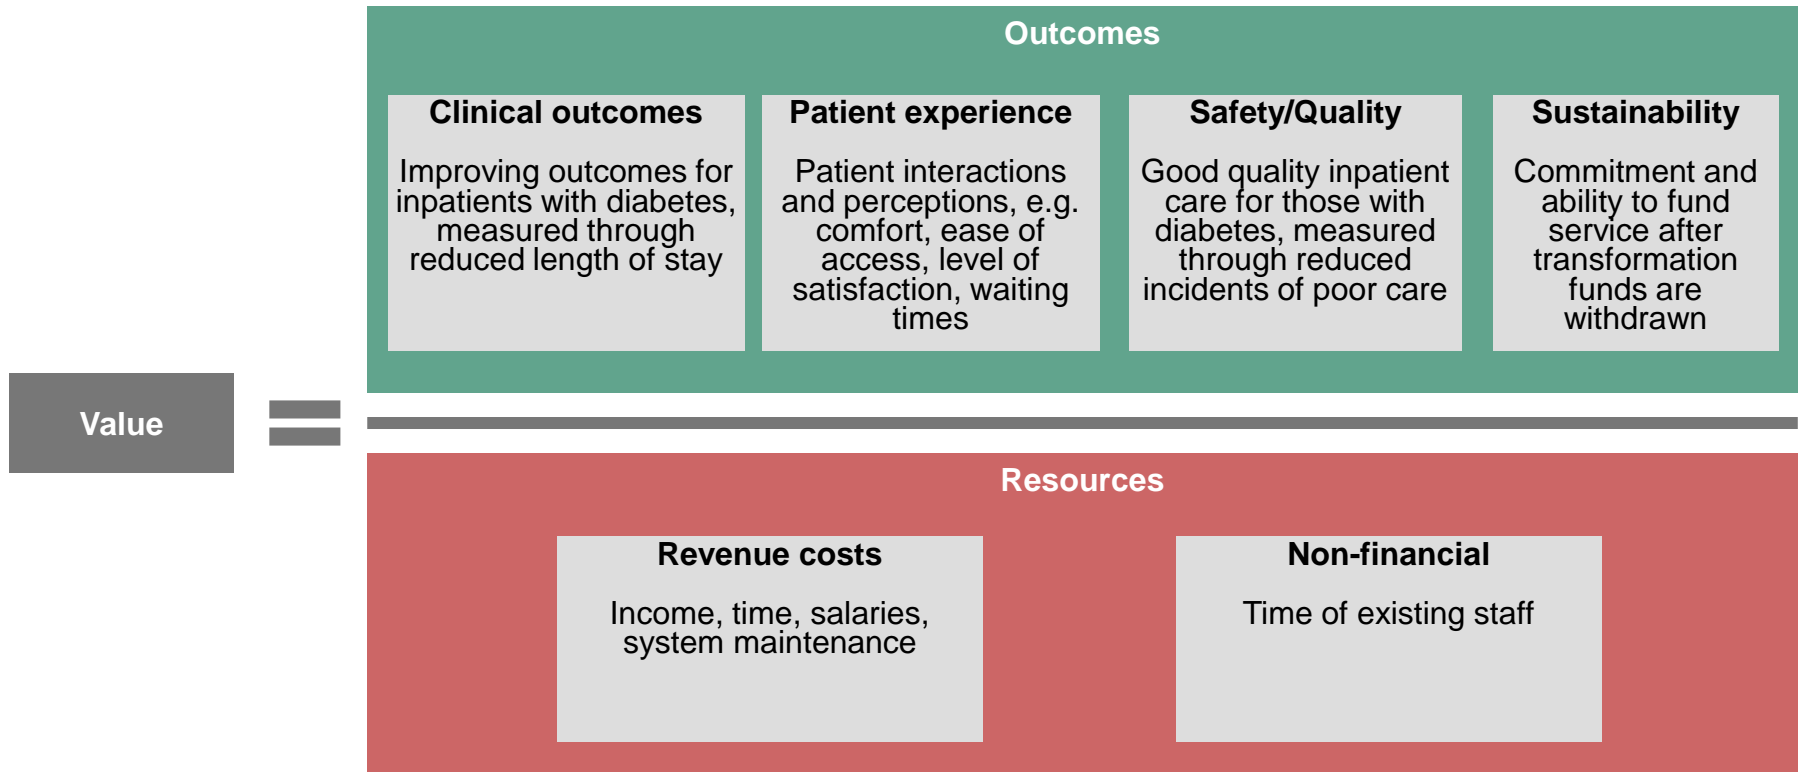 Outcomes
Clinical outcomes
Improving outcomes for
inpatients with diabetes,
measured through
reduced length of stay
Patient experience
Patient interactions
and perceptions, e.g.
comfort, ease of
access, level of
satisfaction, waiting
times
Safety/Quality
Good quality inpatient
care for those with
diabetes, measured
through reduced
incidents of poor care
Sustainability
Commitment and
ability to fund
service after
transformation
funds are
withdrawn
Value
=
Resources
Revenue costs
Income, time, salaries,
system maintenance
Non-financial
Time of existing staff